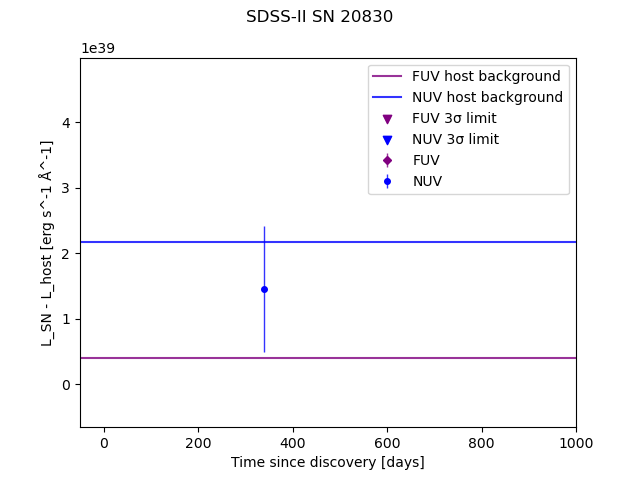 SDSS-II SN 20830
1e39
FUV host background
NUV host background
FUV 3σ limit
NUV 3σ limit
FUV
NUV
4
3
2
1
0
L_SN - L_host [erg s^-1 Å^-1]
0 200 400 600 800 1000
Time since discovery [days]